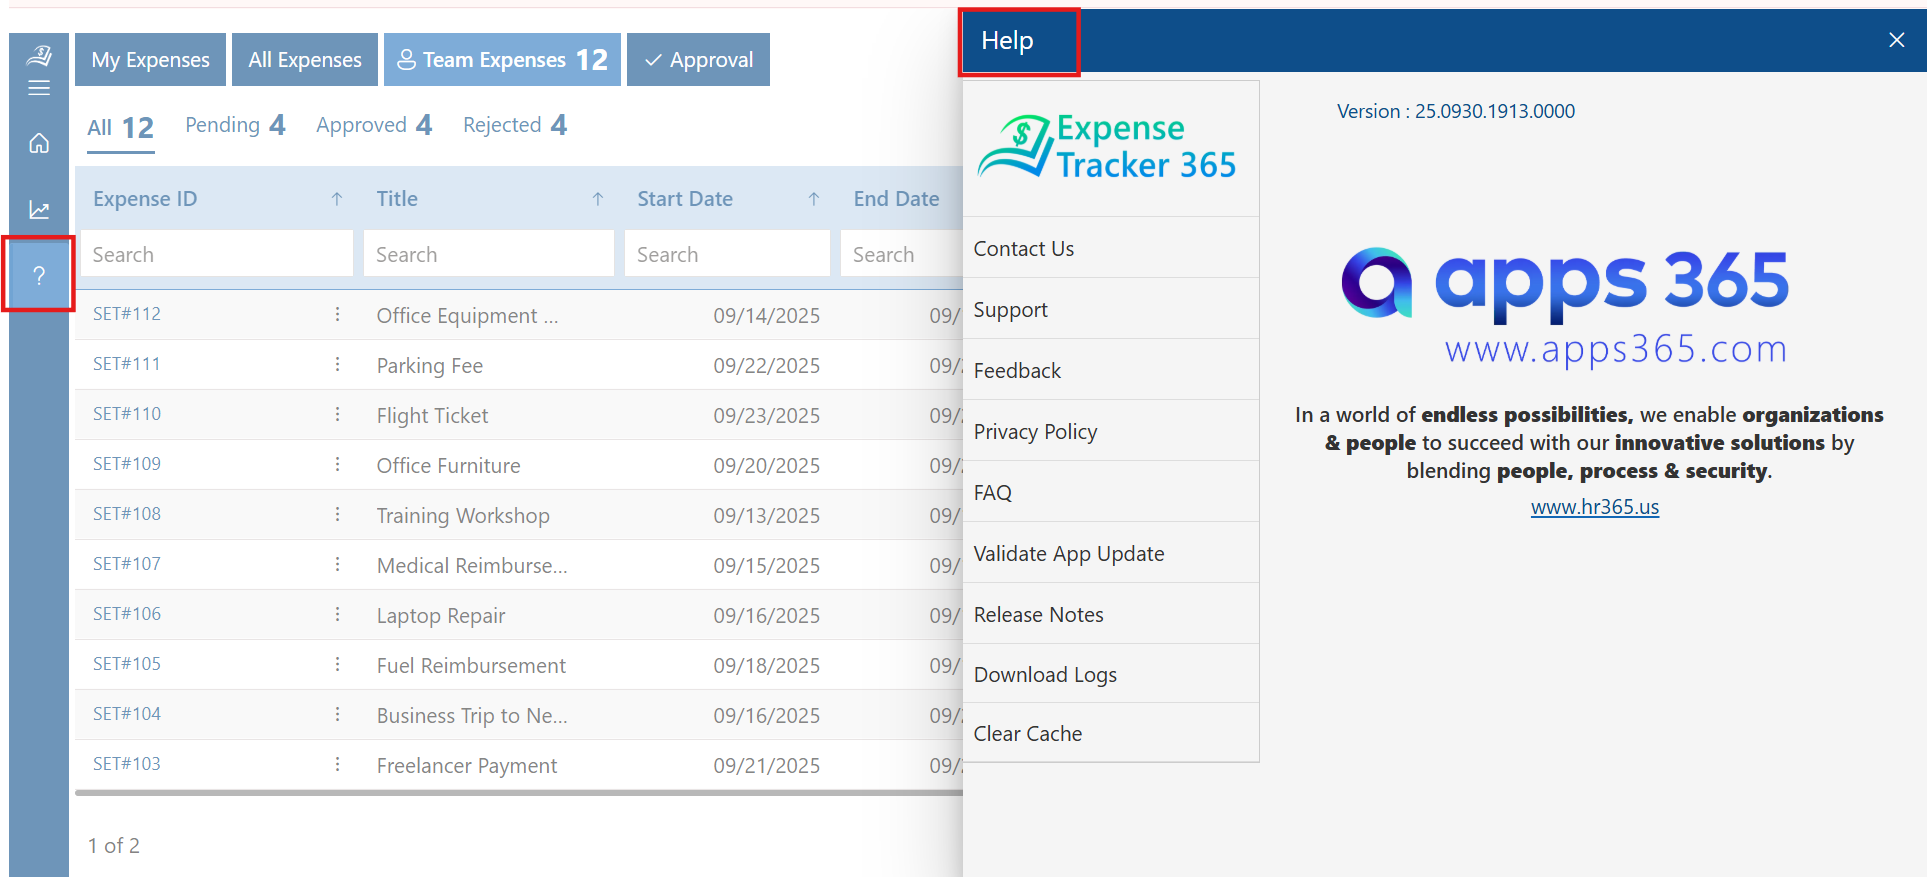 My Expenses
All Expenses
Team Expenses 12
Approval
All 12
Pending 4
Approved 4
Rejected 4
Expense ID
Title
Start Date
End Date
Search
Search
Search
Search
SET#112
Office Equipment ...
09/14/2025
09/
SET#111
Parking Fee
09/22/2025
09/
SET#110
Flight Ticket
09/23/2025
09/
SET#109
Office Furniture
09/20/2025
09/
SET#108
Training Workshop
09/13/2025
09/
SET#107
Medical Reimburse...
09/15/2025
09/
SET#106
Laptop Repair
09/16/2025
09/
SET#105
Fuel Reimbursement
09/18/2025
09/
SET#104
Business Trip to Ne...
09/16/2025
09/
SET#103
Freelancer Payment
09/21/2025
09/
1 of 2
?
Help
$ Expense
Tracker 365
Contact Us
Support
Feedback
Privacy Policy
FAQ
Validate App Update
Release Notes
Download Logs
Clear Cache
Version : 25.0930.1913.0000
apps 365
www.apps365.com
In a world of endless possibilities, we enable organizations
& people to succeed with our innovative solutions by
blending people, process & security.
www.hr365.us